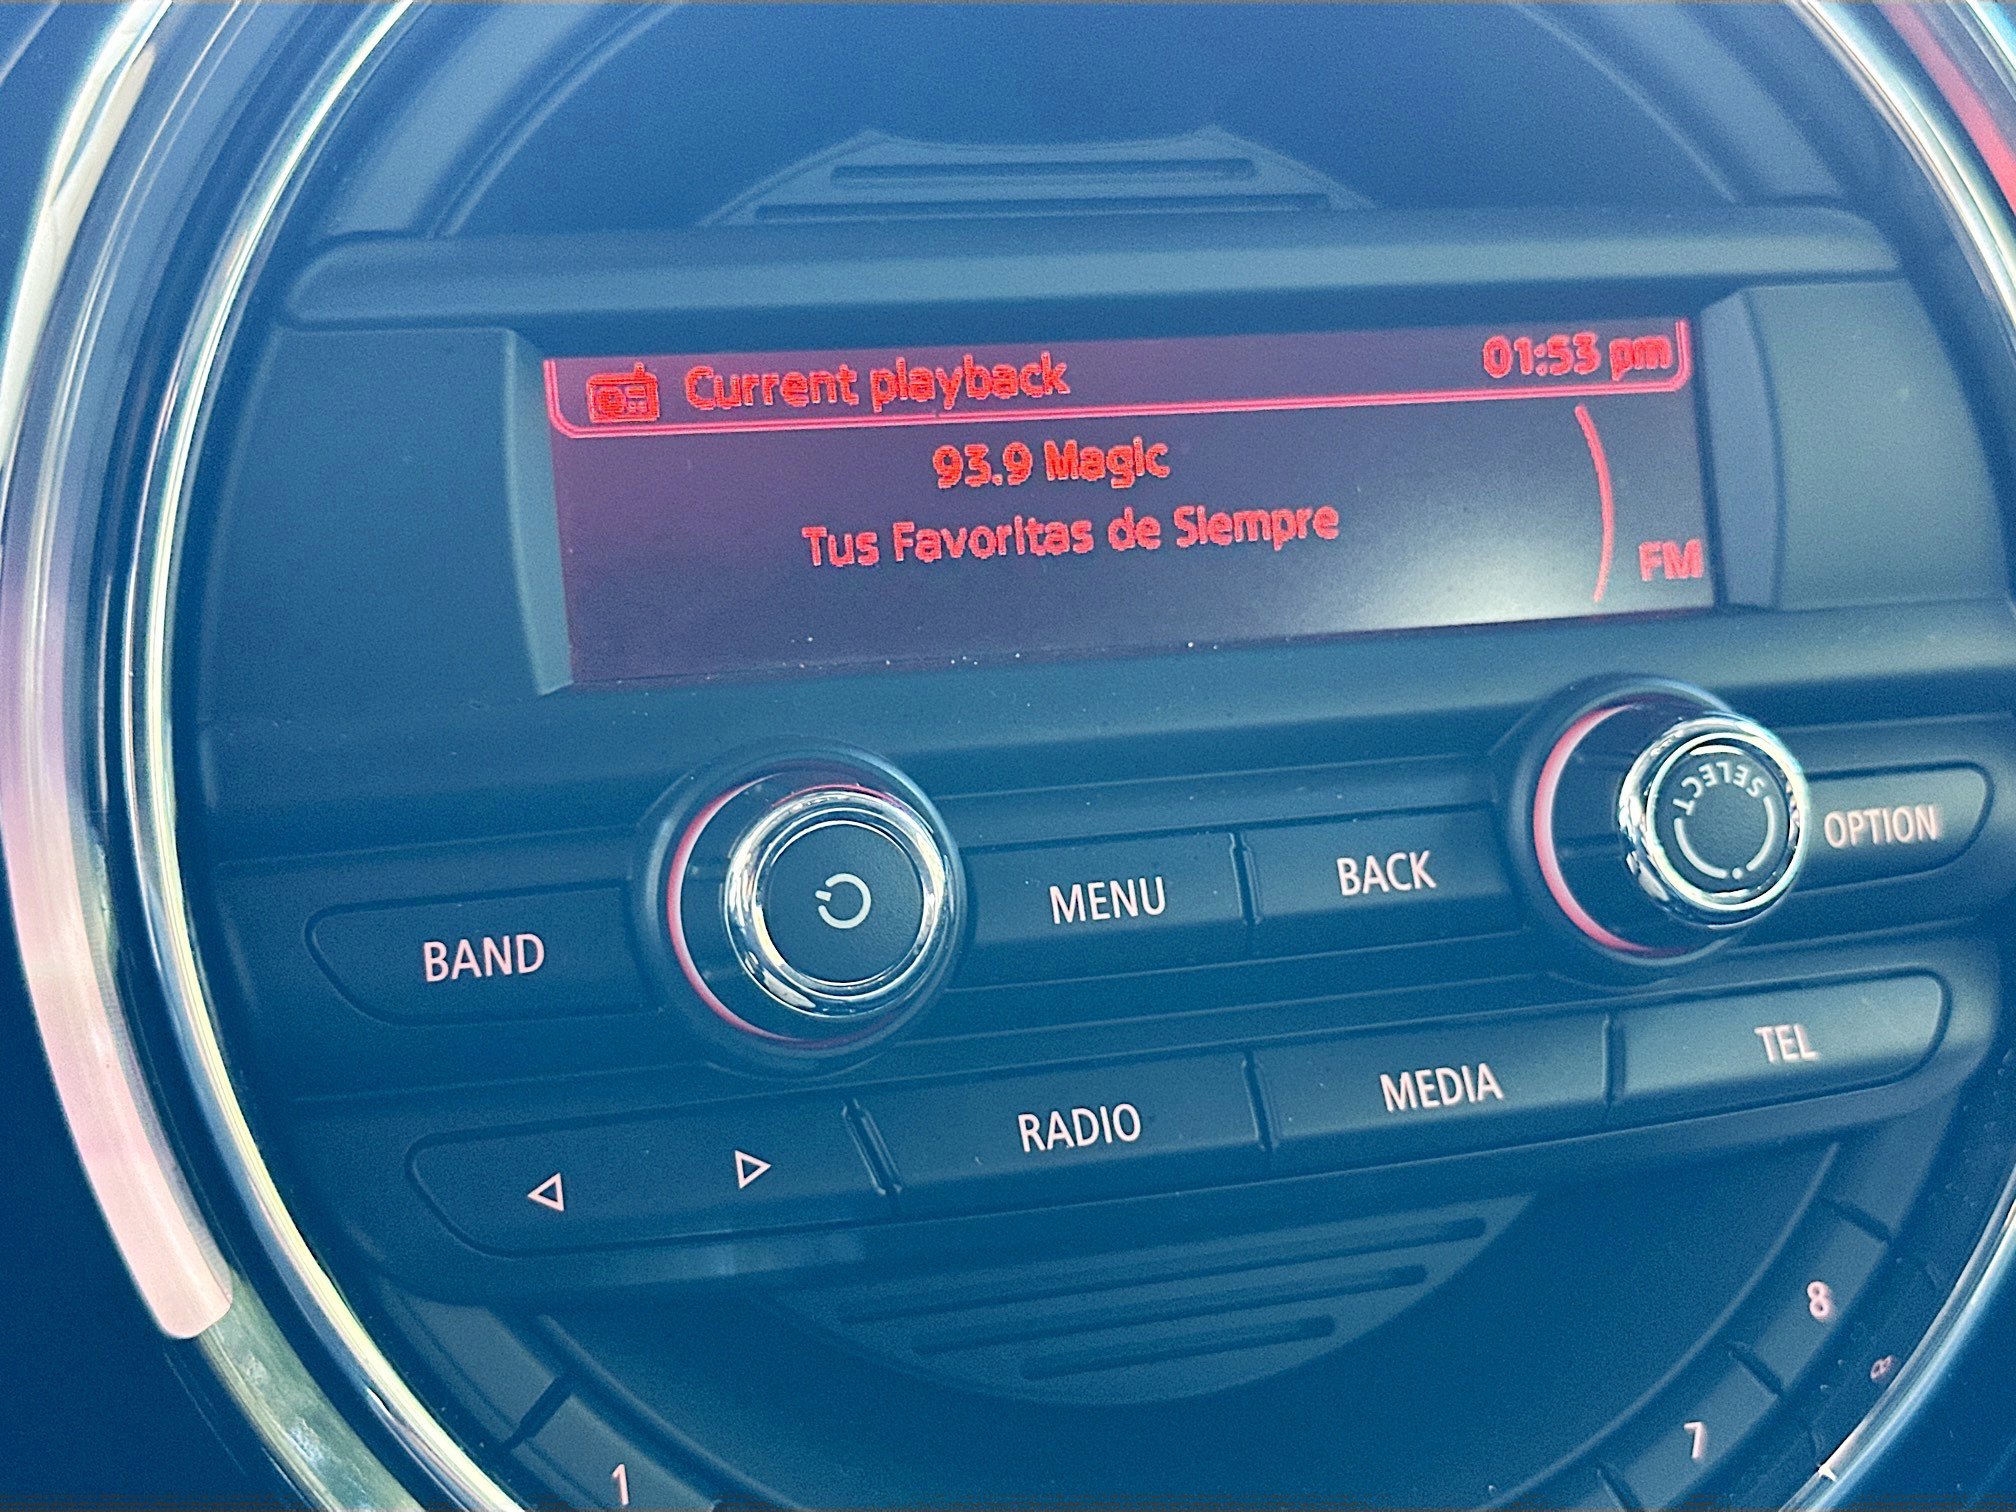 Current playback 01:53 pm
93.9 Magic
Tus Favoritas de Siempre
FM
SELECT
BAND
MENU
BACK
OPTION
RADIO
MEDIA
TEL
1
7
8